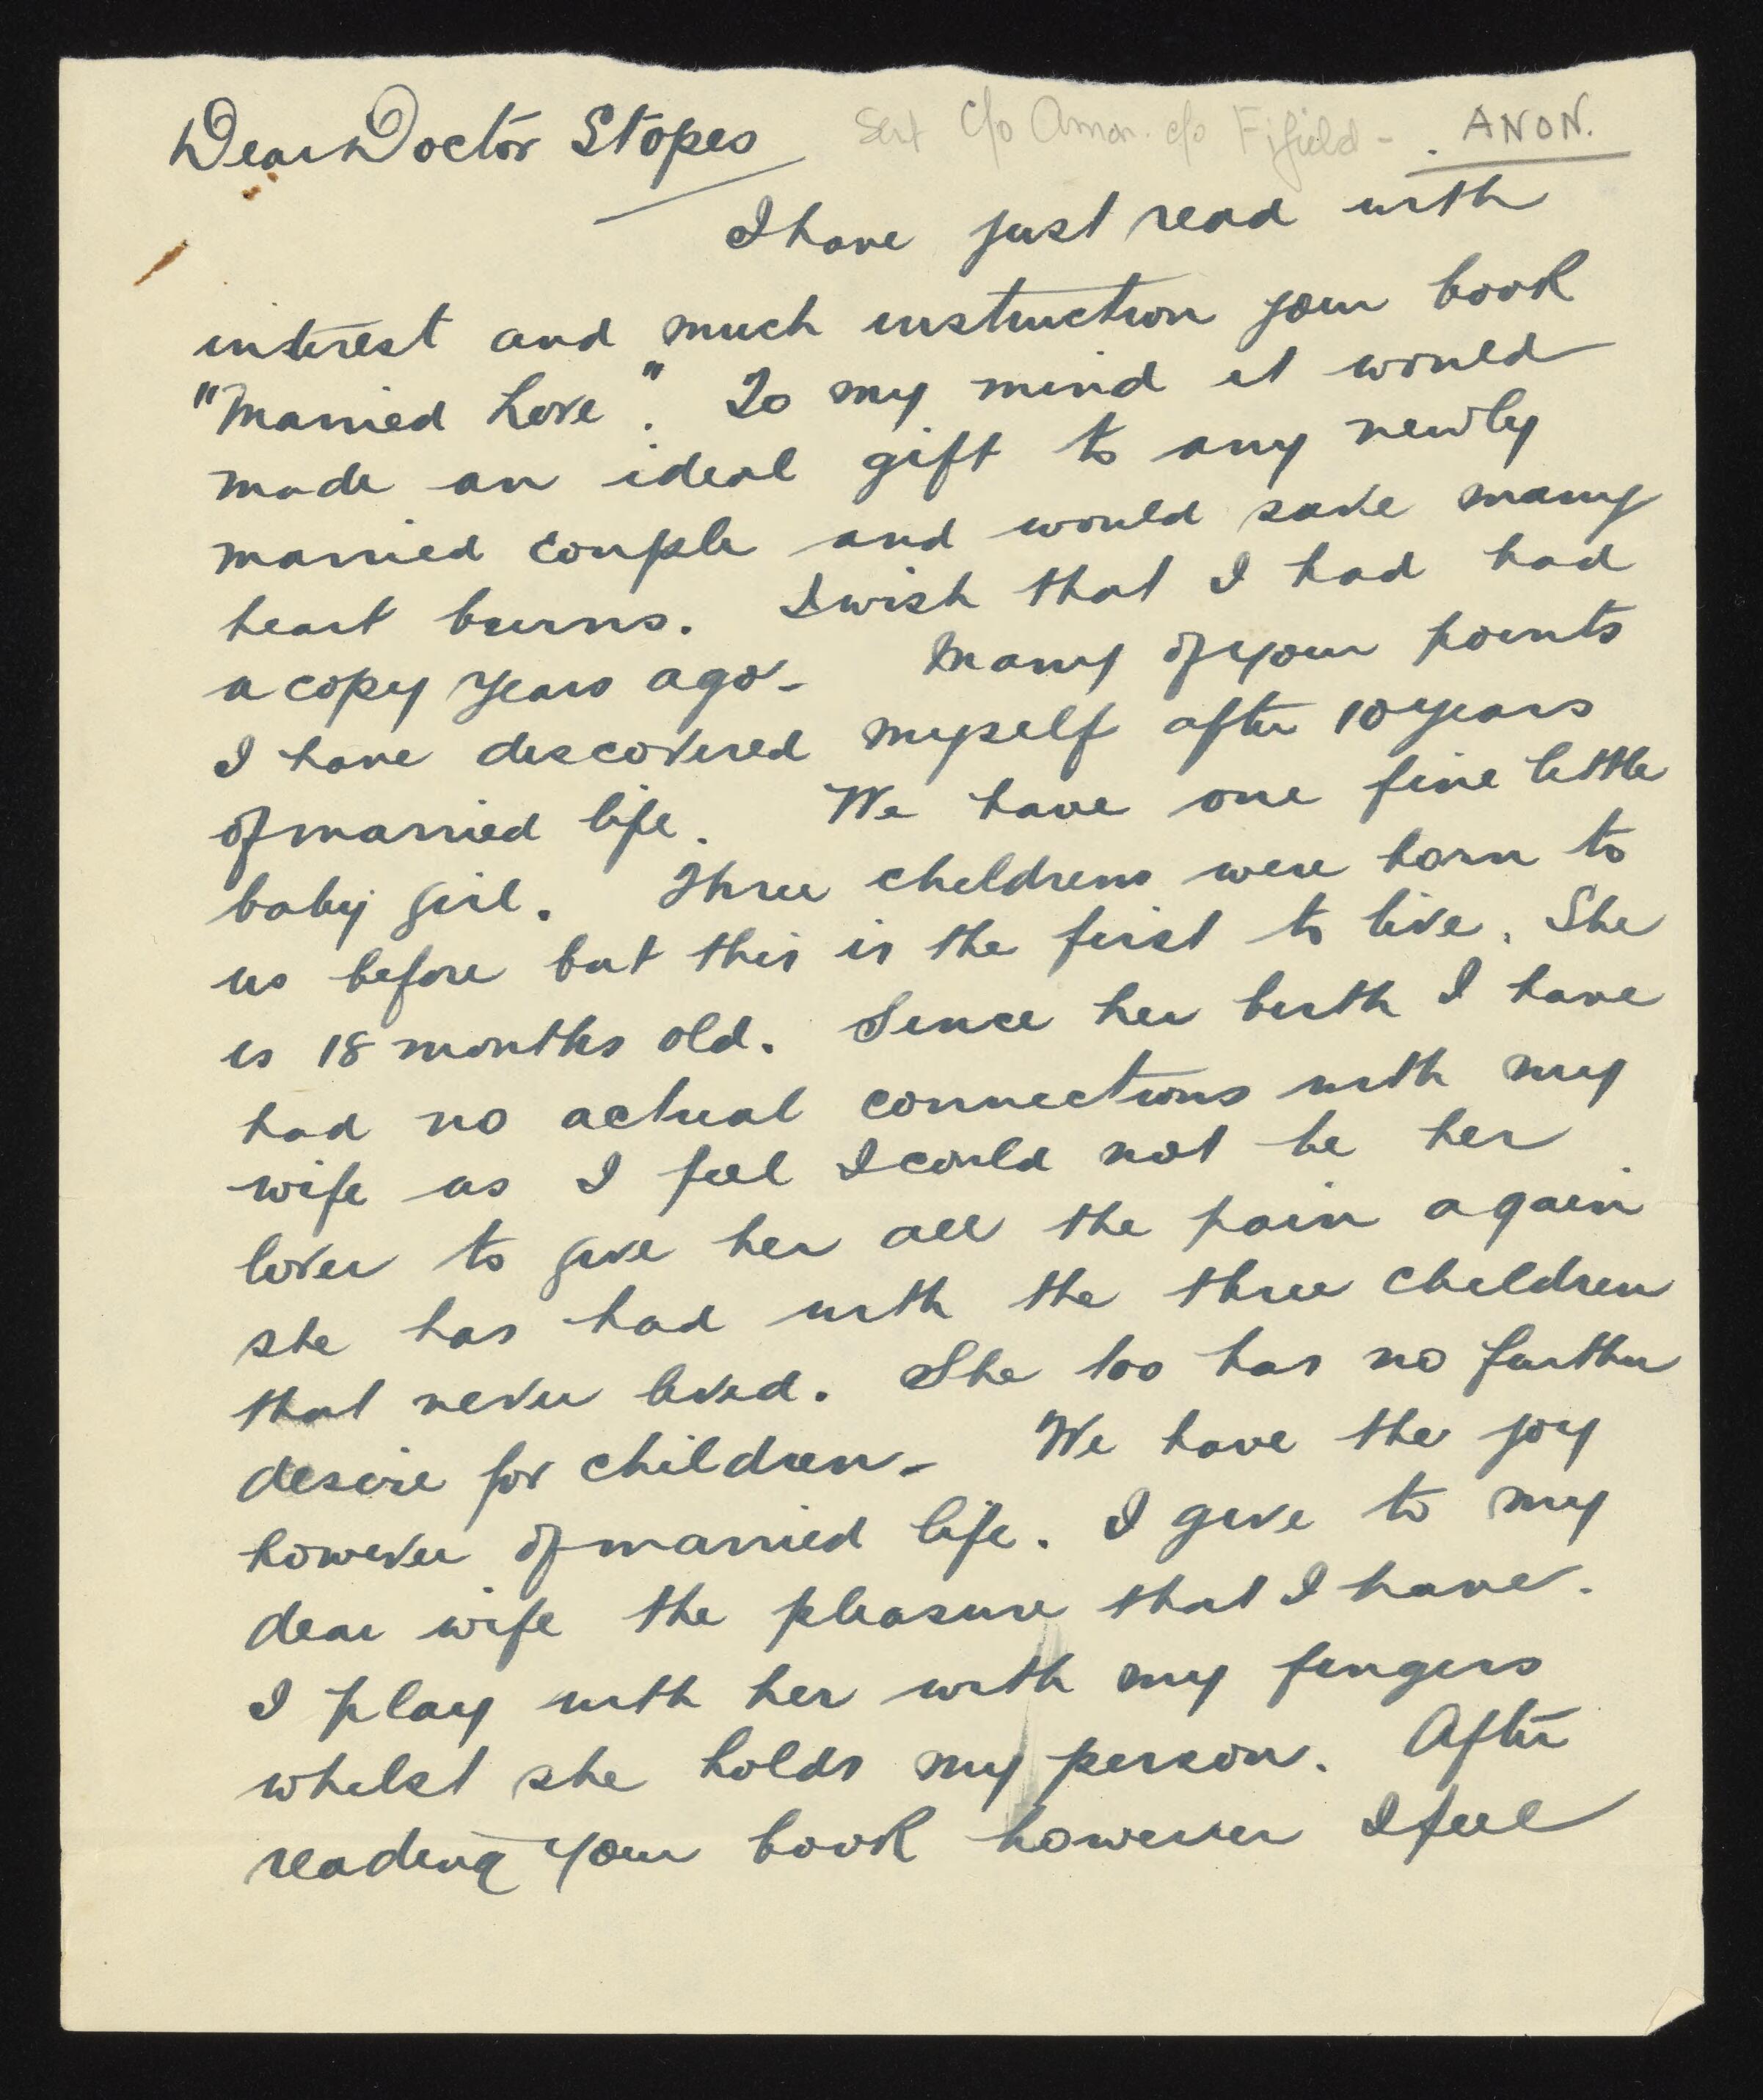 Dear Doctor Stopes
c/o Anon. c/o Fifield - . ANON.
I have just read with
interest and much instruction your book
"Married Love". To my mind it would
made an ideal gift to any newly
married couple and would save many
heart burns. I wish that I had had
a copy years ago - Many of your points
I have discovered myself after 10 years
of married life. We have one fine little
baby girl. Three childrens were born to
us before but this is the first to live. She
is 18 months old. Since her birth I have
had no actual connections with my
wife as I feel I could not be her
lover to give her all the pain again
she has had with the three children
that never lived. She too has no further
desire for children - We have the joy
however of married life. I give to my
dear wife the pleasure that I have.
I play with her with my fingers
whilst she holds my person. After
reading your book however I feel